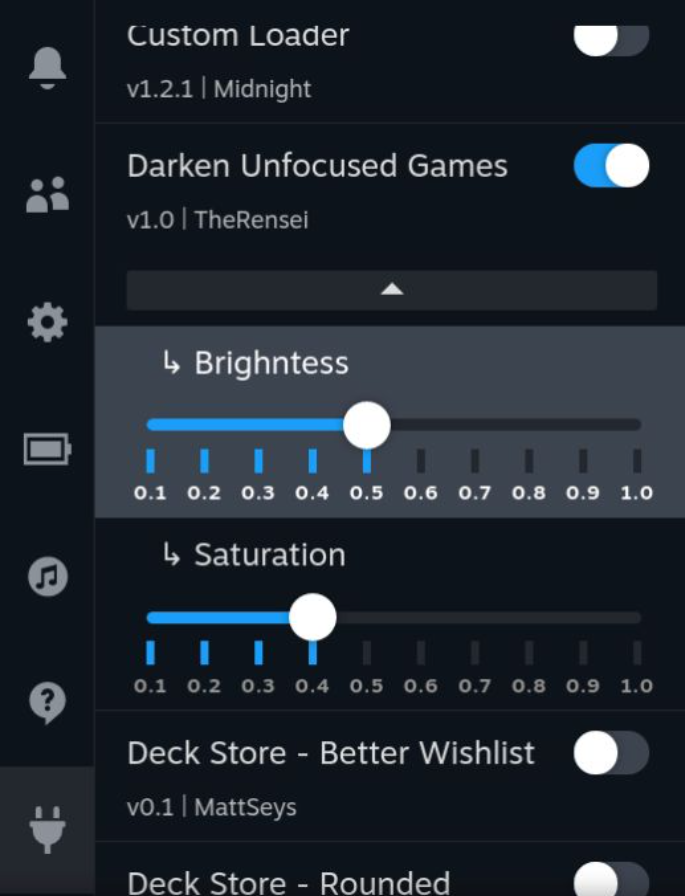 Custom Loader
v1.2.1 | Midnight
Darken Unfocused Games
v1.0 | TheRensei
↳ Brighntess
0.1 0.2 0.3 0.4 0.5 0.6 0.7 0.8 0.9 1.0
↳ Saturation
0.1 0.2 0.3 0.4 0.5 0.6 0.7 0.8 0.9 1.0
Deck Store - Better Wishlist
v0.1 | MattSeys
Deck Store - Rounded